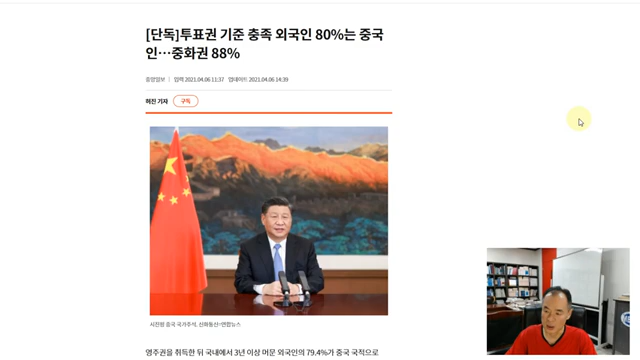 [단독]투표권 기준 충족 외국인 80%는 중국
인…중화권 88%
중앙일보 | 입력 2021.04.06 11:37 업데이트 2021.04.06 14:39
허진 기자 구독
시진핑 중국 국가주석. 신화통신=연합뉴스
영주권을 취득한 뒤 국내에서 3년 이상 머문 외국인의 79.4%가 중국 국적으로